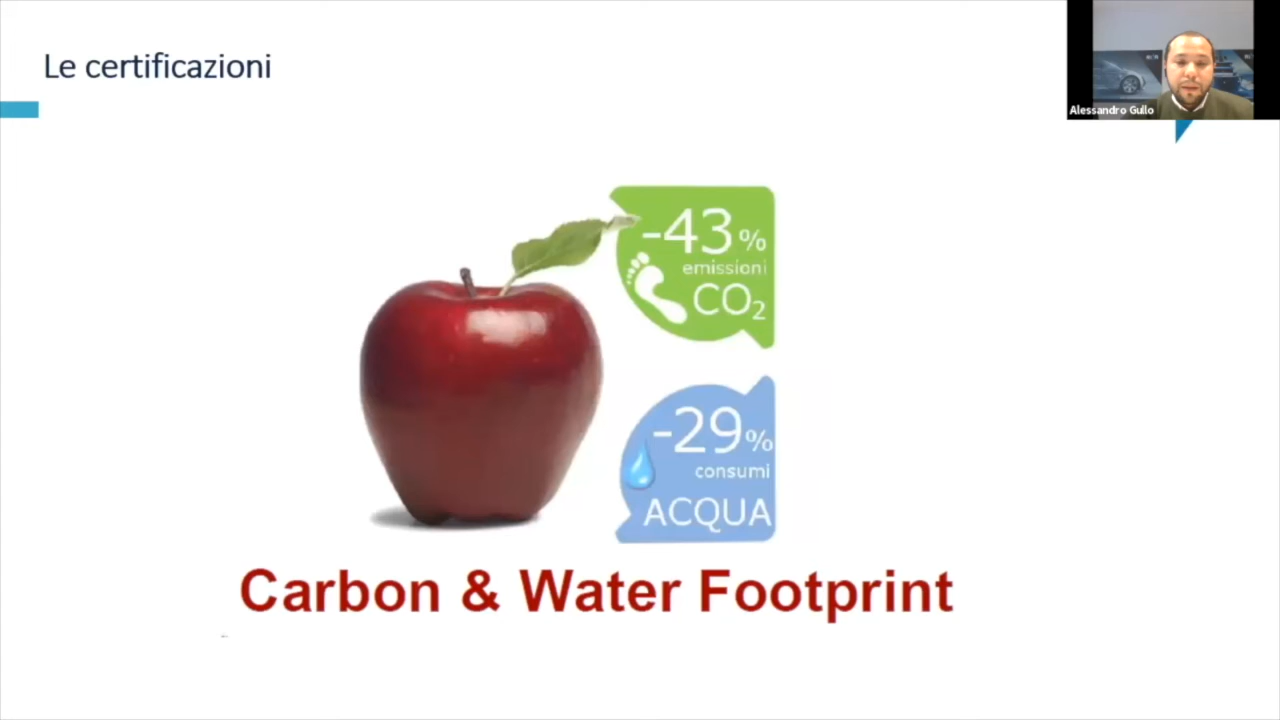 Le certificazioni
Alessandro Gullo
-43%
emissioni
CO₂
-29%
consumi
ACQUA
Carbon & Water Footprint